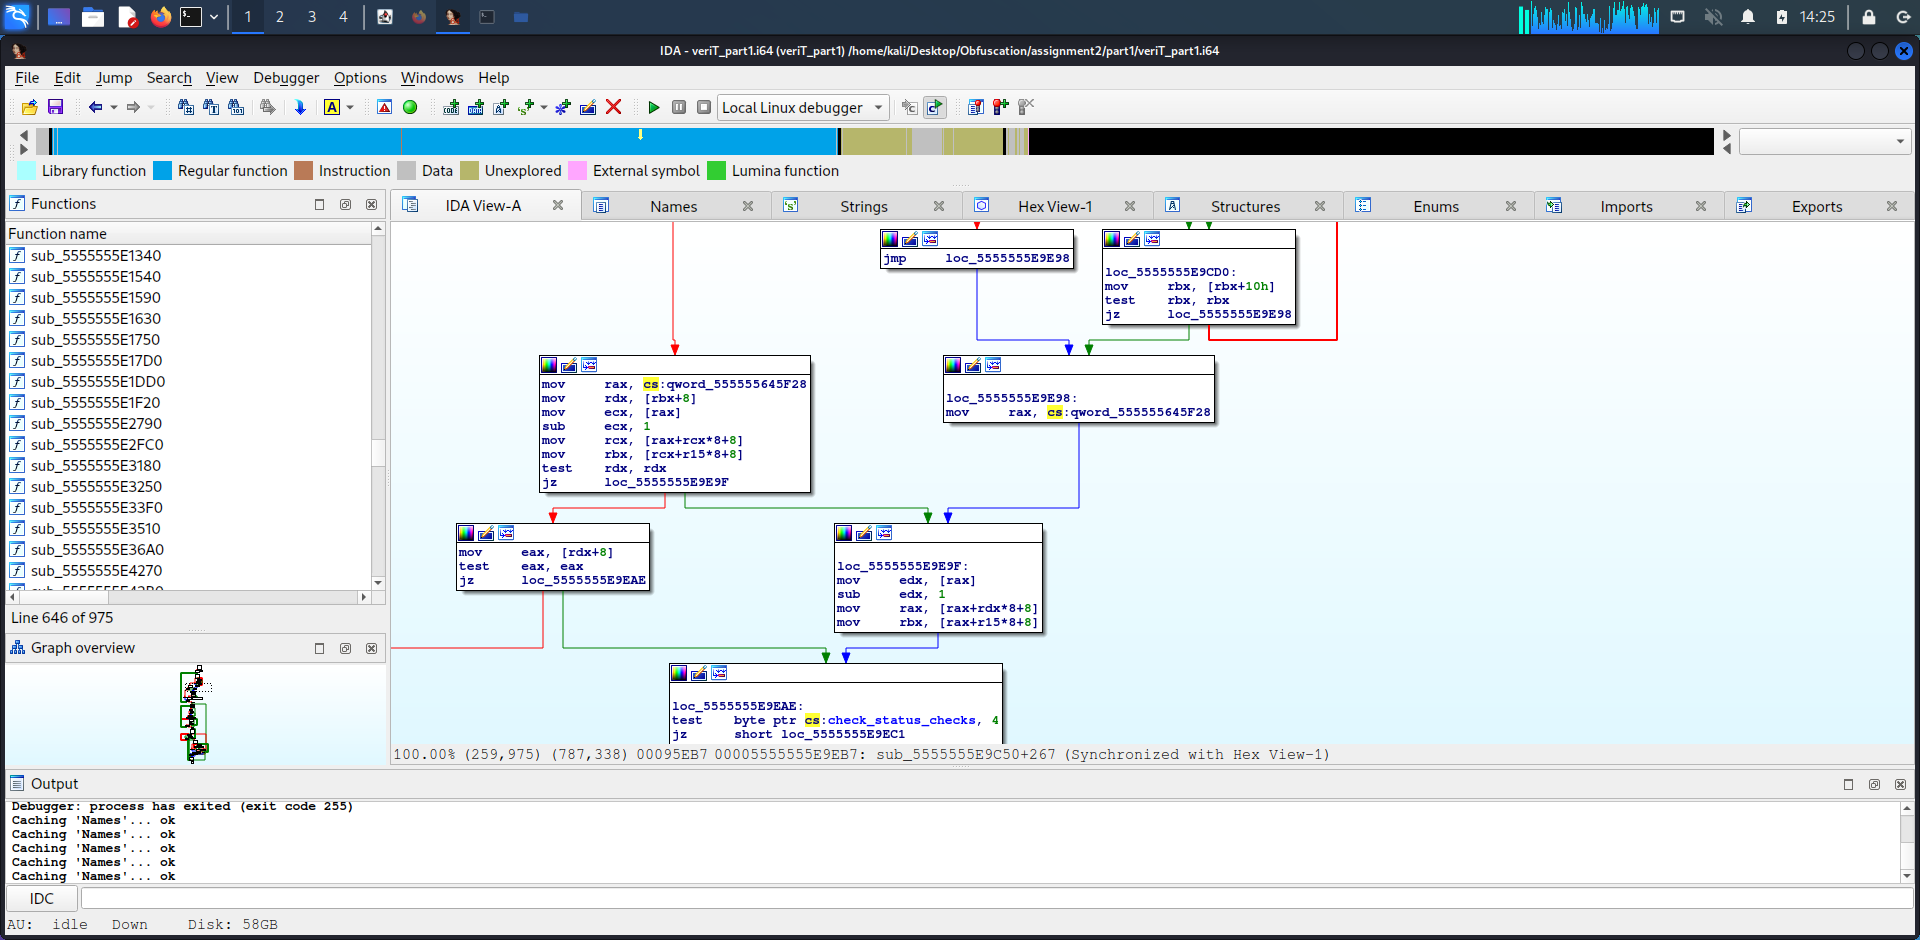 1 2 3 4 14:25
IDA - veriT_part1.i64 (veriT_part1) /home/kali/Desktop/Obfuscation/assignment2/part1/veriT_part1.i64
File Edit Jump Search View Debugger Options Windows Help
Local Linux debugger
Library function Regular function Instruction Data Unexplored External symbol Lumina function
Functions
IDA View-A Names Strings Hex View-1 Structures Enums Imports Exports
Function name
sub_5555555E1340
sub_5555555E1540
sub_5555555E1590
sub_5555555E1630
sub_5555555E1750
sub_5555555E17D0
sub_5555555E1DD0
sub_5555555E1F20
sub_5555555E2790
sub_5555555E2FC0
sub_5555555E3180
sub_5555555E3250
sub_5555555E33F0
sub_5555555E3510
sub_5555555E36A0
sub_5555555E4270
Line 646 of 975
Graph overview
jmp loc_5555555E9E98
loc_5555555E9CD0:
mov rbx, [rbx+10h]
test rbx, rbx
jz loc_5555555E9E98
mov rax, cs:qword_555555645F28
mov rdx, [rbx+8]
mov ecx, [rax]
sub ecx, 1
mov rcx, [rax+rcx*8+8]
mov rbx, [rcx+r15*8+8]
test rdx, rdx
jz loc_5555555E9E9F
loc_5555555E9E98:
mov rax, cs:qword_555555645F28
mov eax, [rdx+8]
test eax, eax
jz loc_5555555E9EAE
loc_5555555E9E9F:
mov edx, [rax]
sub edx, 1
mov rax, [rax+rdx*8+8]
mov rbx, [rax+r15*8+8]
loc_5555555E9EAE:
test byte ptr cs:check_status_checks, 4
jz short loc_5555555E9EC1
100.00% (259,975) (787,338) 00095EB7 00005555555E9EB7: sub_5555555E9C50+267 (Synchronized with Hex View-1)
Output
Debugger: process has exited (exit code 255)
Caching 'Names'... ok
Caching 'Names'... ok
Caching 'Names'... ok
Caching 'Names'... ok
Caching 'Names'... ok
IDC
AU: idle Down Disk: 58GB